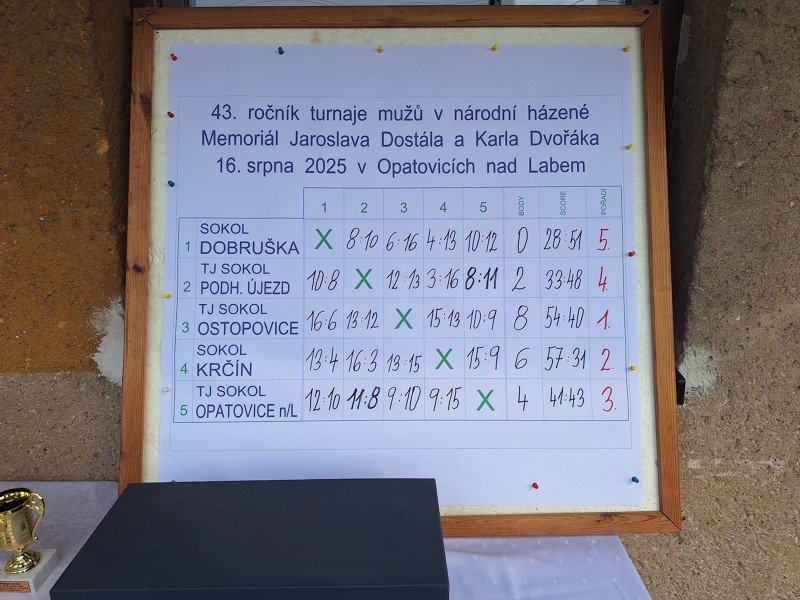 43. ročník turnaje mužů v národní házené
Memoriál Jaroslava Dostála a Karla Dvořáka
16. srpna 2025 v Opatovicích nad Labem
1 2 3 4 5 BODY SCORE POŘADÍ
1 SOKOL DOBRUŠKA X 8:10 6:16 4:13 10:12 0 28:51 5.
2 TJ SOKOL PODH. ÚJEZD 10:8 X 12:13 3:16 8:11 2 33:48 4.
3 TJ SOKOL OSTOPOVICE 16:6 13:12 X 15:13 10:9 8 54:40 1.
4 SOKOL KRČÍN 13:4 16:3 13:15 X 15:9 6 57:31 2.
5 TJ SOKOL OPATOVICE n/L 12:10 11:8 9:10 9:15 X 4 41:43 3.